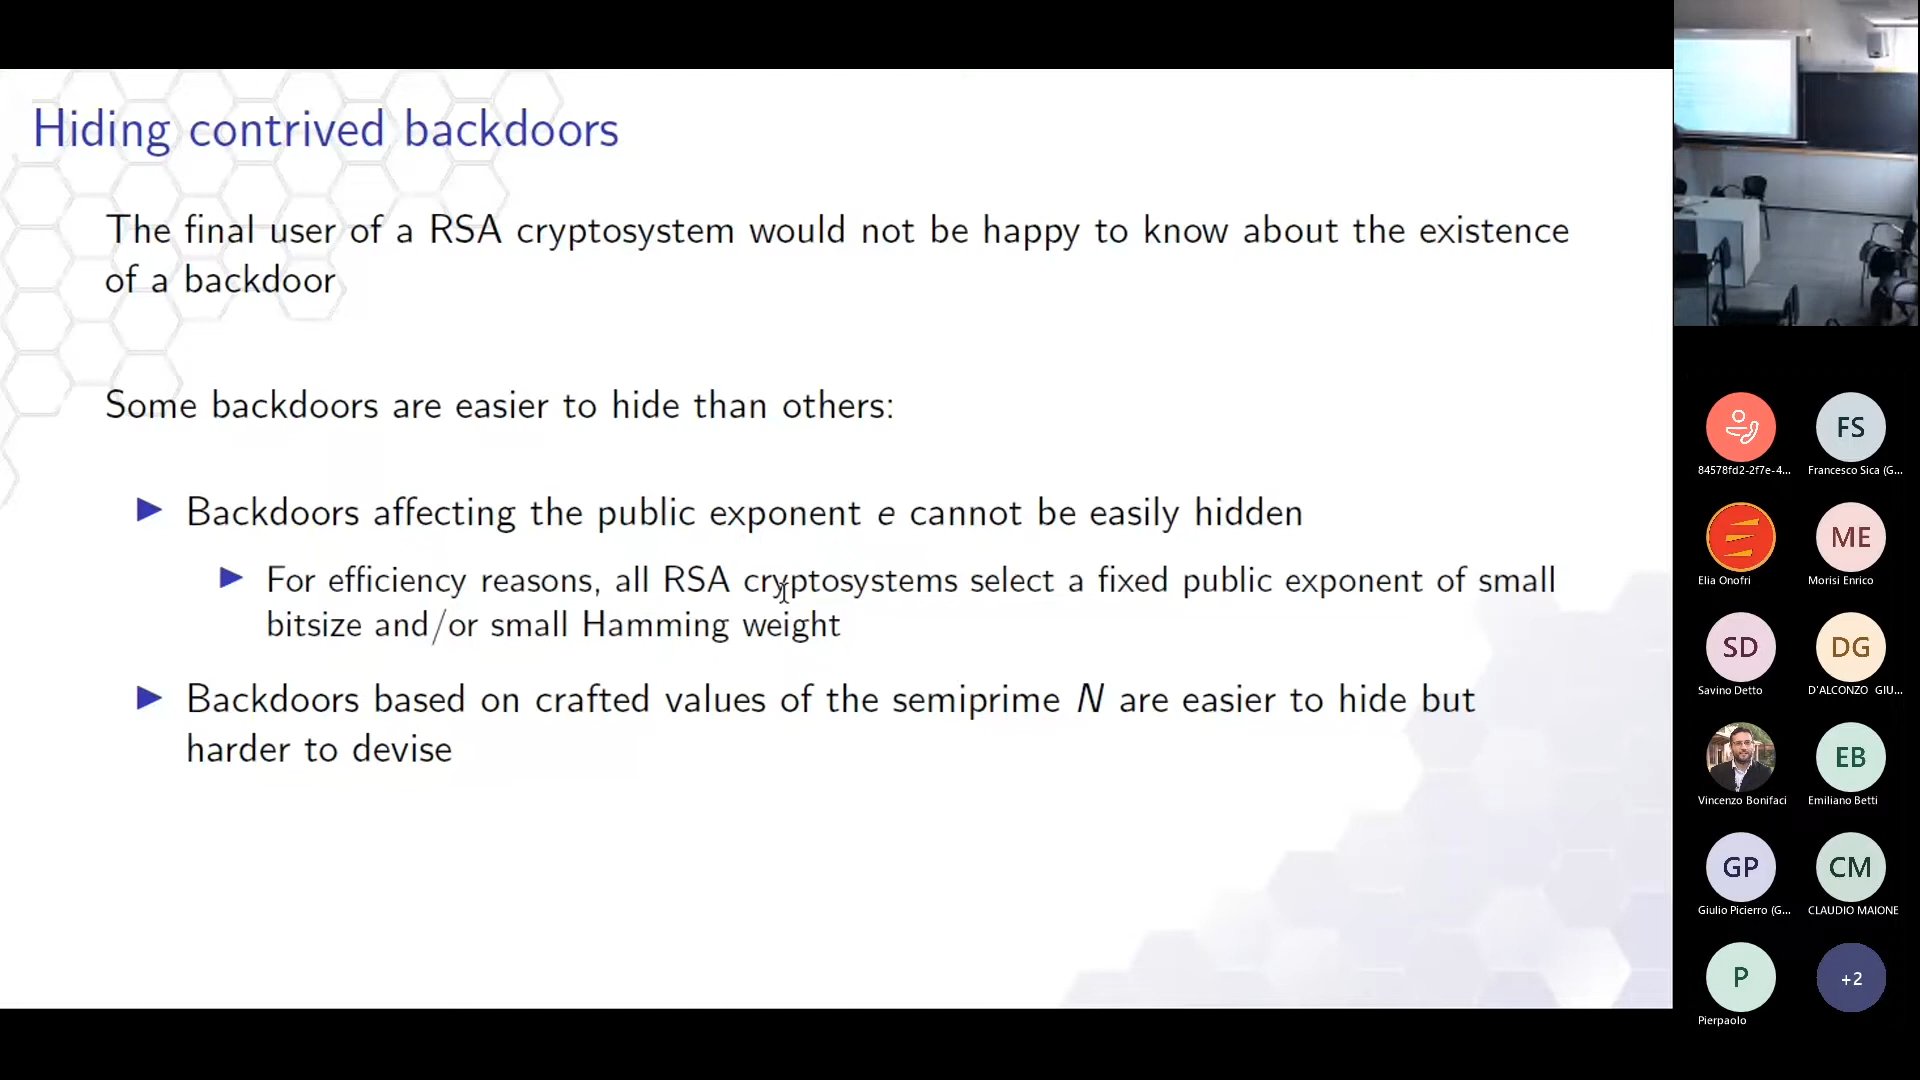 Hiding contrived backdoors
The final user of a RSA cryptosystem would not be happy to know about the existence
of a backdoor
Some backdoors are easier to hide than others:
Backdoors affecting the public exponent e cannot be easily hidden
For efficiency reasons, all RSA cryptosystems select a fixed public exponent of small
bitsize and/or small Hamming weight
Backdoors based on crafted values of the semiprime N are easier to hide but
harder to devise
84578fd2-2f7e-4...
FS
Francesco Sica (G...
Elia Onofri
ME
Morisi Enrico
SD
Savino Detto
DG
D'ALCONZO GIU...
Vincenzo Bonifaci
EB
Emiliano Betti
GP
Giulio Picierro (G...
CM
CLAUDIO MAIONE
P
Pierpaolo
+2